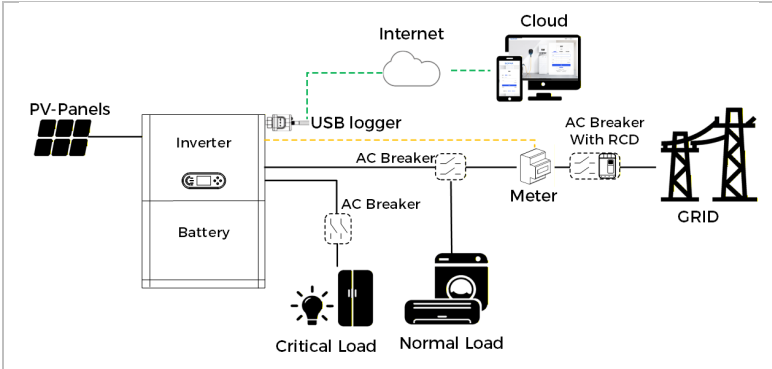 Cloud
Internet
PV-Panels
USB logger
AC Breaker
With RCD
Inverter
AC Breaker
Meter
AC Breaker
GRID
Battery
Critical Load
Normal Load